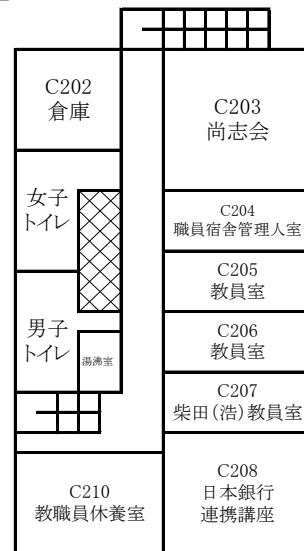 C202
倉庫
C203
尚志会
女子
トイレ
C204
職員宿舎管理人室
C205
教員室
男子
トイレ
湯沸室
C206
教員室
C207
柴田(浩)教員室
C210
教職員休養室
C208
日本銀行
連携講座